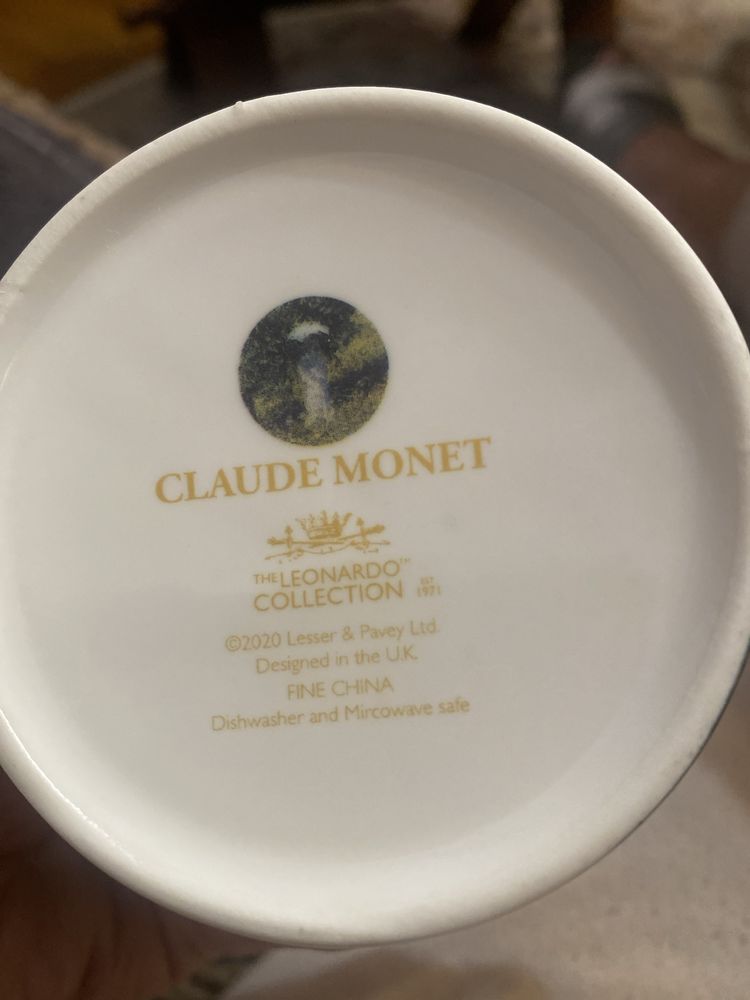 CLAUDE MONET
THE LEONARDO™
COLLECTION EST 1971
©2020 Lesser & Pavey Ltd.
Designed in the U.K.
FINE CHINA
Dishwasher and Mircowave safe